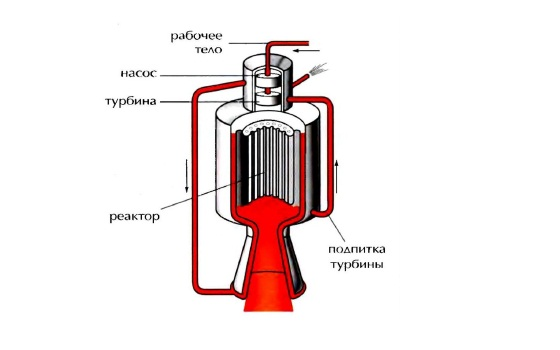 рабочее
тело
насос
турбина
реактор
подпитка
турбины